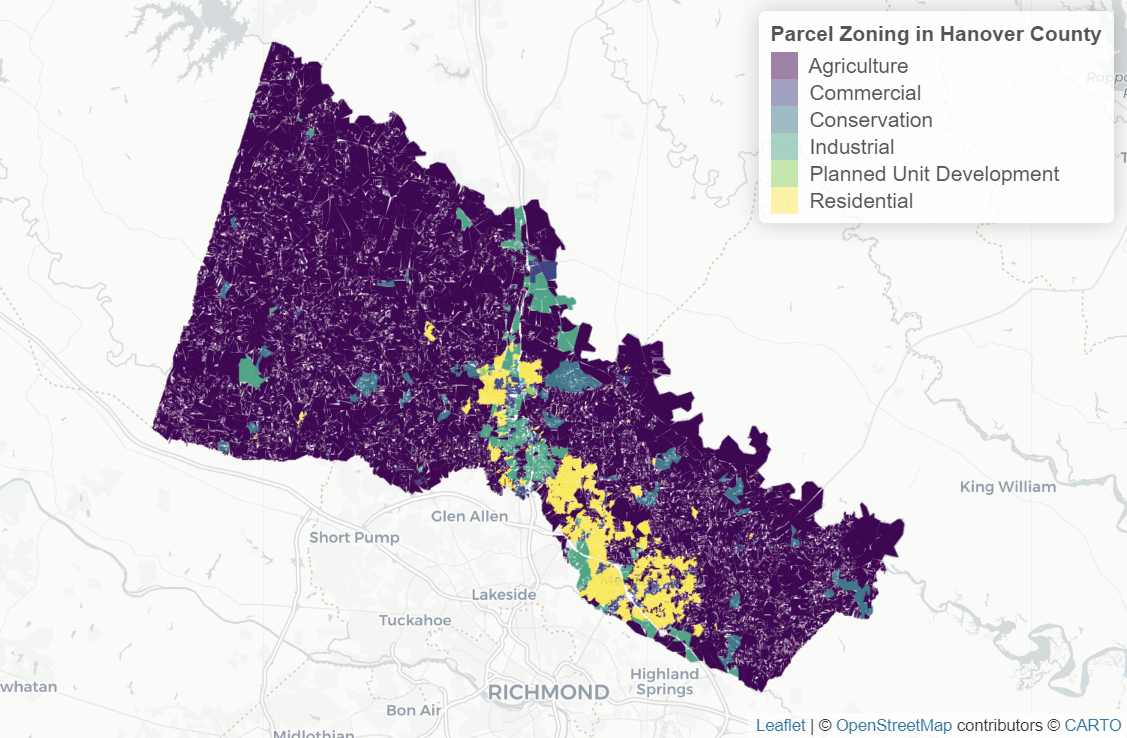 Parcel Zoning in Hanover County
Agriculture
Commercial
Conservation
Industrial
Planned Unit Development
Residential
King William
Glen Allen
Short Pump
Lakeside
Tuckahoe
Highland
Springs
whatan
RICHMOND
Bon Air
Midlothian
Leaflet | © OpenStreetMap contributors © CARTO